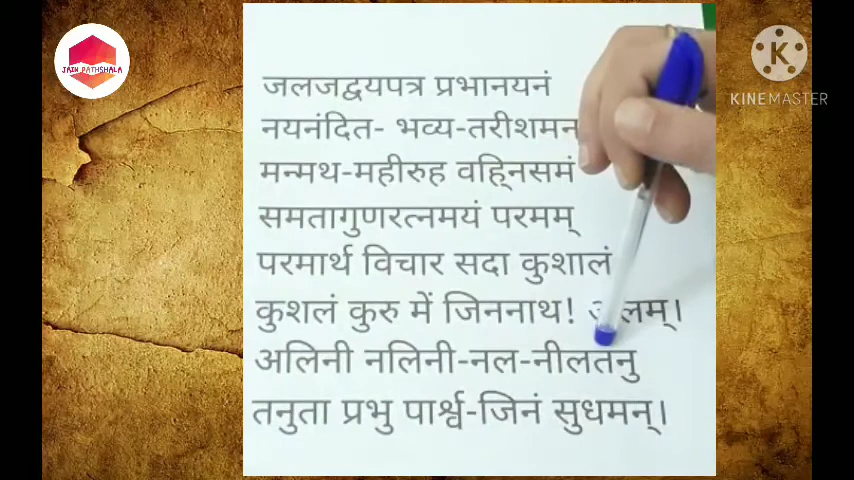 JAIN PATHSHALA
K
KINEMASTER
जलजद्वयपत्र प्रभानयनं
नयनंदित- भव्य-तरीशमन
मन्मथ-महीरुह वह्निसमं
समतागुणरत्नमयं परमम्
परमार्थ विचार सदा कुशालं
कुशलं कुरु में जिननाथ! अलम्।
अलिनी नलिनी-नल-नीलतनु
तनुता प्रभु पार्श्व-जिनं सुधमन्।